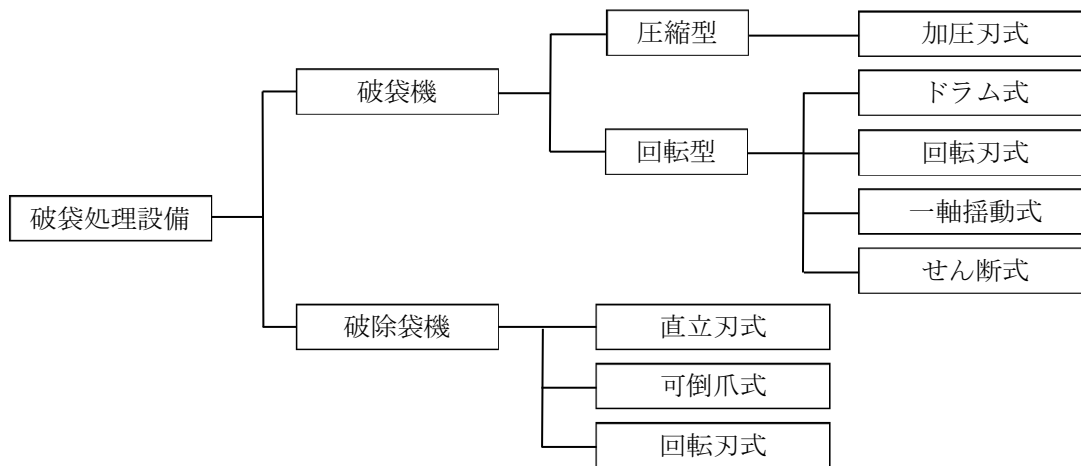 破袋処理設備
破袋機
圧縮型
加圧刃式
回転型
ドラム式
回転刃式
一軸揺動式
せん断式
破除袋機
直立刃式
可倒爪式
回転刃式